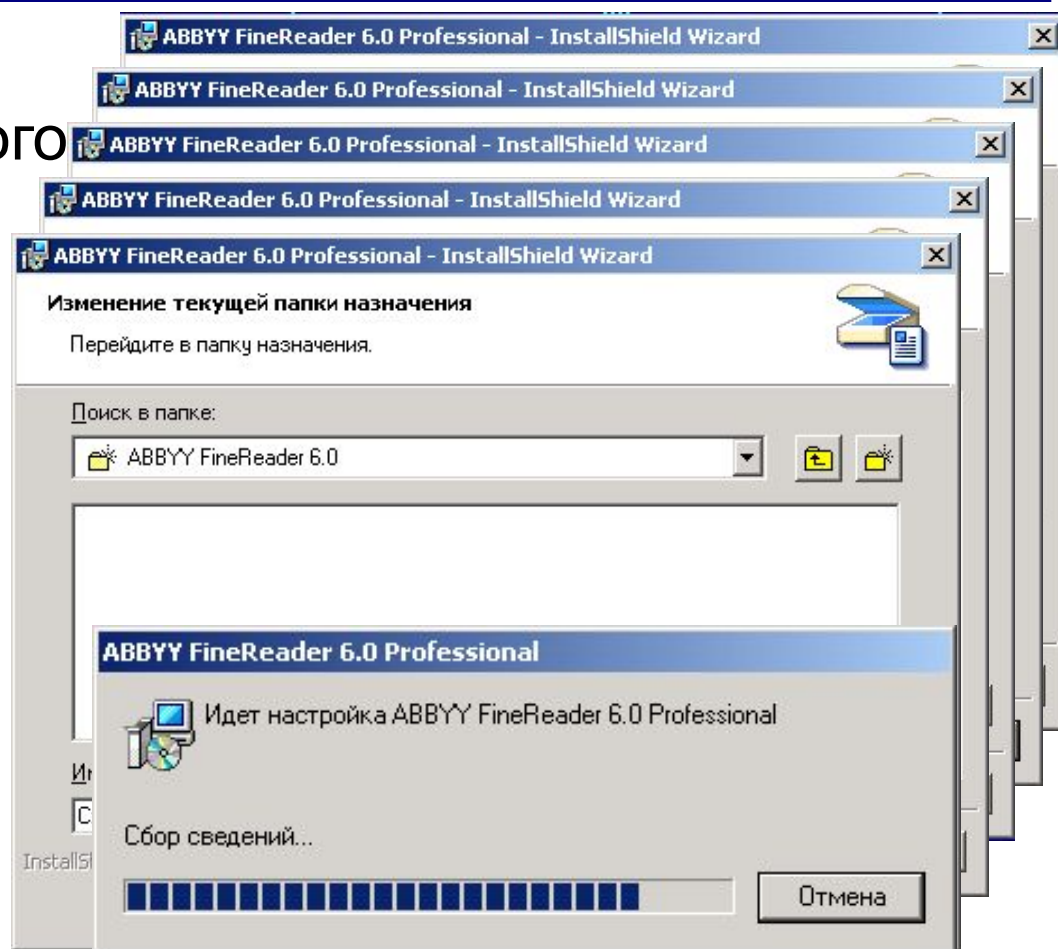 ABBYY FineReader 6.0 Professional - InstallShield Wizard
ABBYY FineReader 6.0 Professional - InstallShield Wizard
ого
ABBYY FineReader 6.0 Professional - InstallShield Wizard
ABBYY FineReader 6.0 Professional - InstallShield Wizard
ABBYY FineReader 6.0 Professional - InstallShield Wizard
Изменение текущей папки назначения
Перейдите в папку назначения.
Поиск в папке:
ABBYY FineReader 6.0
ABBYY FineReader 6.0 Professional
Идет настройка ABBYY FineReader 6.0 Professional
Сбор сведений...
Отмена